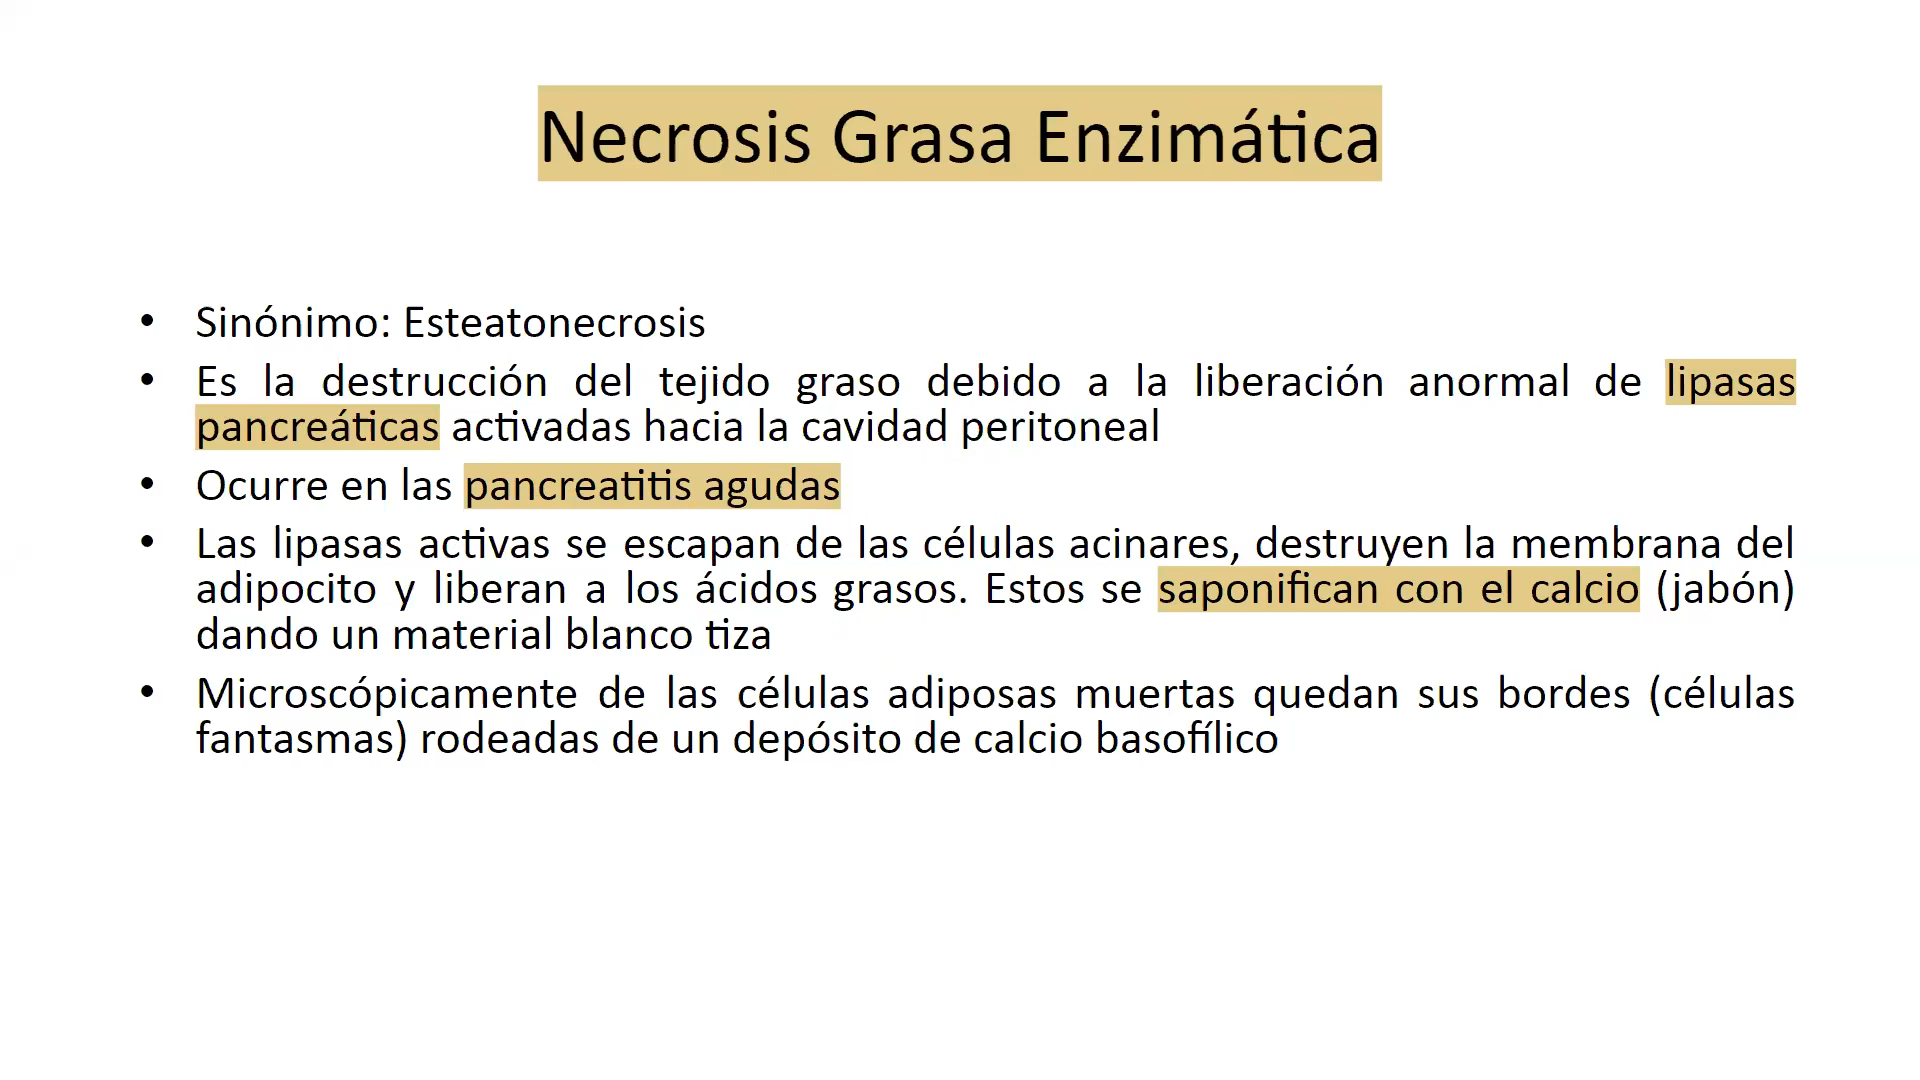 Necrosis Grasa Enzimática
• Sinónimo: Esteatonecrosis
• Es la destrucción del tejido graso debido a la liberación anormal de lipasas
pancreáticas activadas hacia la cavidad peritoneal
• Ocurre en las pancreatitis agudas
• Las lipasas activas se escapan de las células acinares, destruyen la membrana del
adipocito y liberan a los ácidos grasos. Estos se saponifican con el calcio (jabón)
dando un material blanco tiza
• Microscópicamente de las células adiposas muertas quedan sus bordes (células
fantasmas) rodeadas de un depósito de calcio basofílico